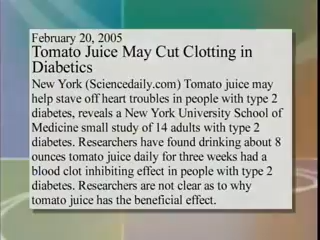 February 20, 2005
Tomato Juice May Cut Clotting in
Diabetics
New York (Sciencedaily.com) Tomato juice may
help stave off heart troubles in people with type 2
diabetes, reveals a New York University School of
Medicine small study of 14 adults with type 2
diabetes. Researchers have found drinking about 8
ounces tomato juice daily for three weeks had a
blood clot inhibiting effect in people with type 2
diabetes. Researchers are not clear as to why
tomato juice has the beneficial effect.